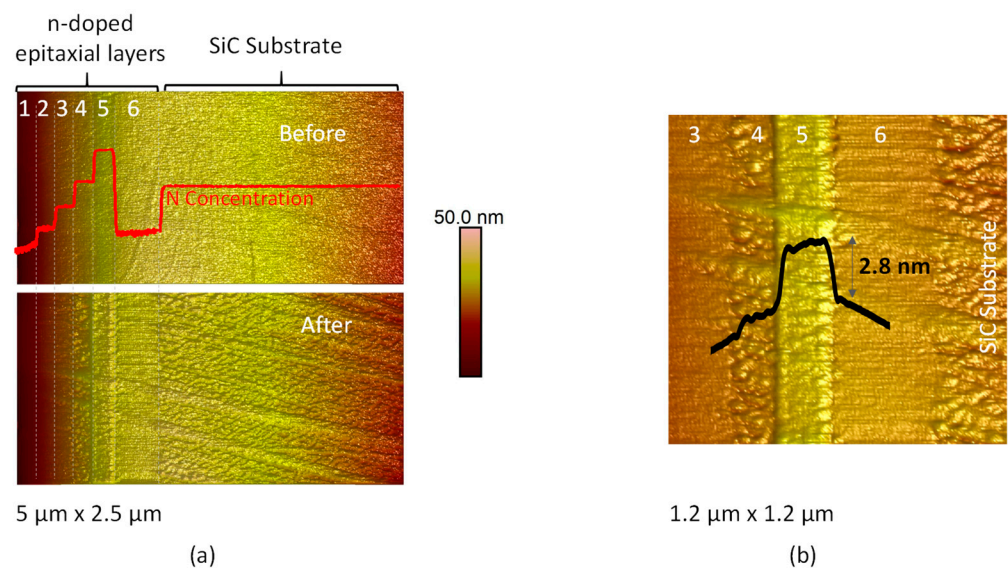 n-doped
epitaxial layers
SiC Substrate
1 2 3 4 5 6
Before
N Concentration
After
50.0 nm
5 µm x 2.5 µm
(a)
3 4 5 6
2.8 nm
SiC Substrate
1.2 µm x 1.2 µm
(b)